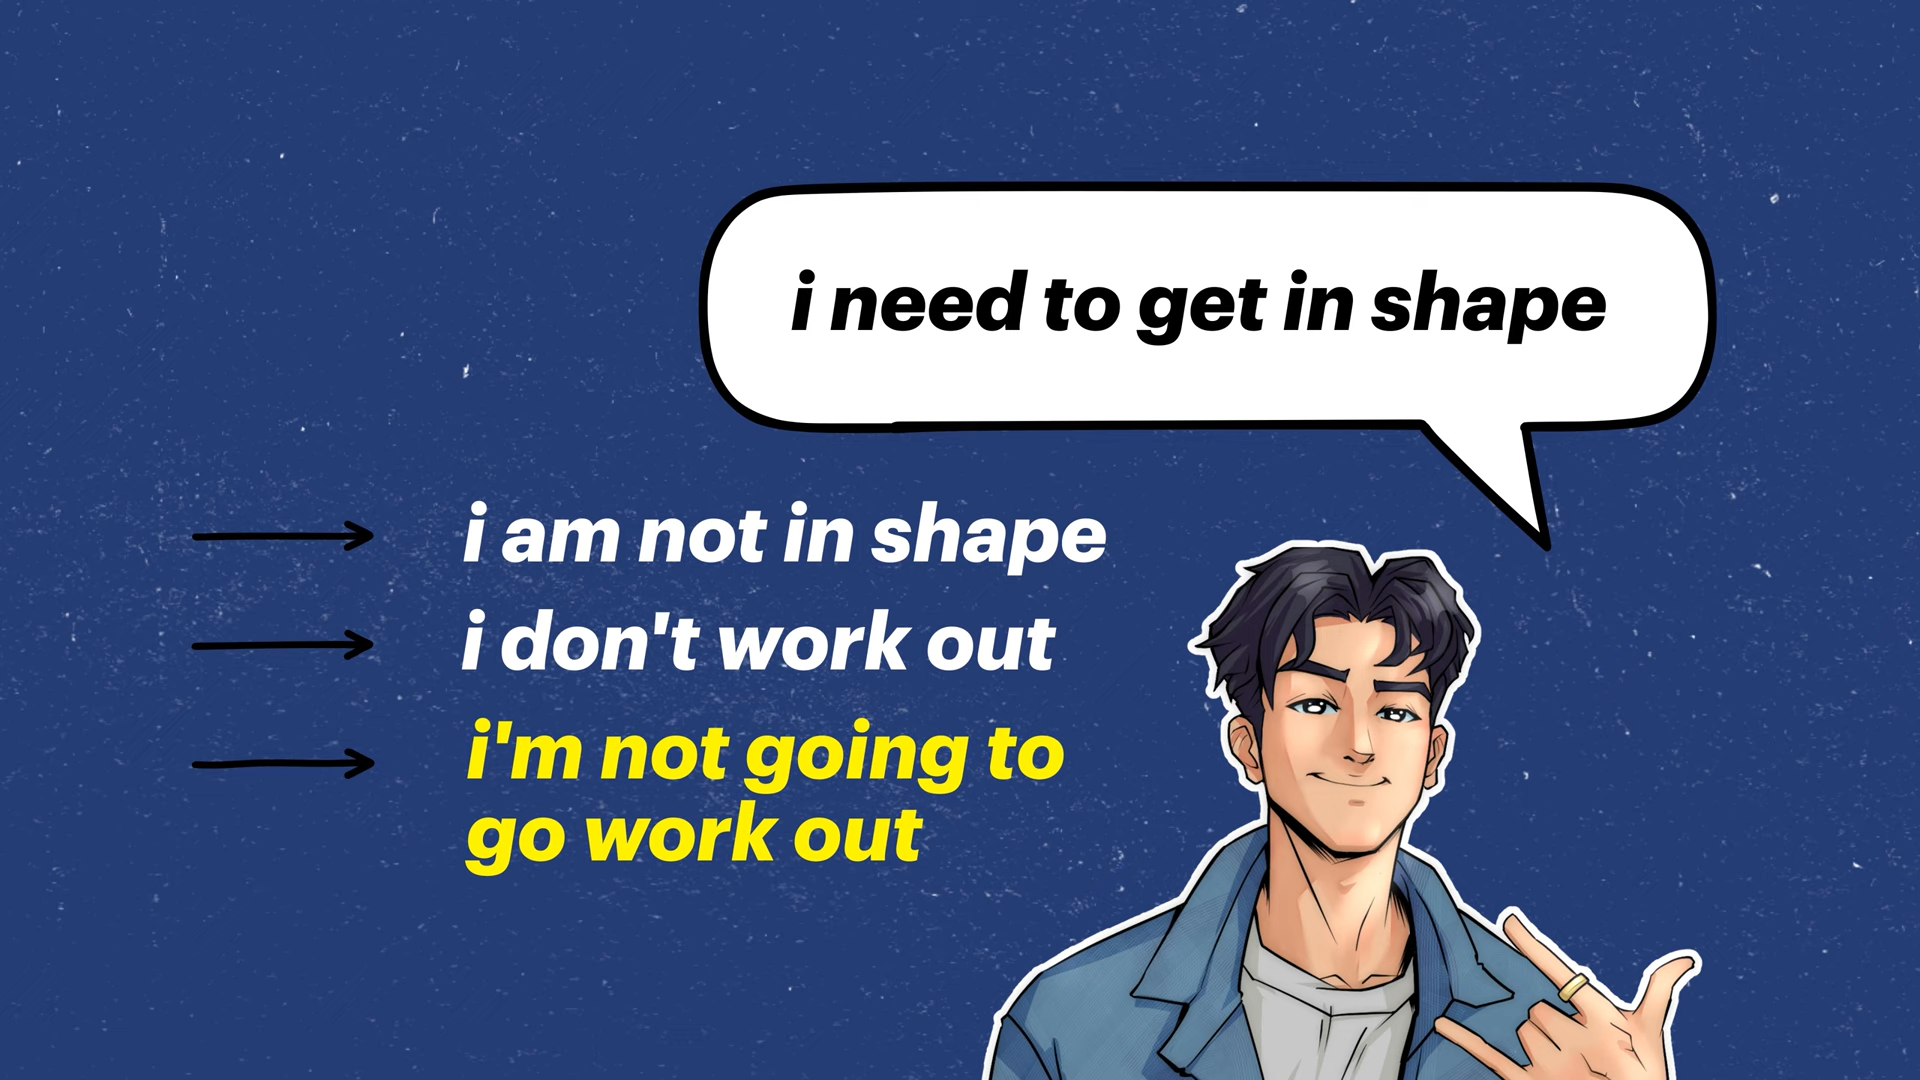 i need to get in shape
i am not in shape
i don't work out
i'm not going to
go work out